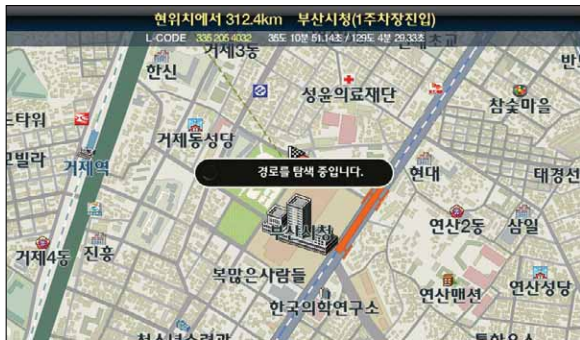 현위치에서 312.4km 부산시청(1주차장진입)
L-CODE 335 205 4032 35도 10분 51.14초 / 129도 4분 29.33초
거제3동
한신
성윤의료재단
참숯마을
거제동성당
거제역
경로를 탐색 중입니다.
현대
태경선
부산시청
연산2동
삼일
거제4동
진흥
복많은사람들
연산맨션
연산성당
한국의학연구소